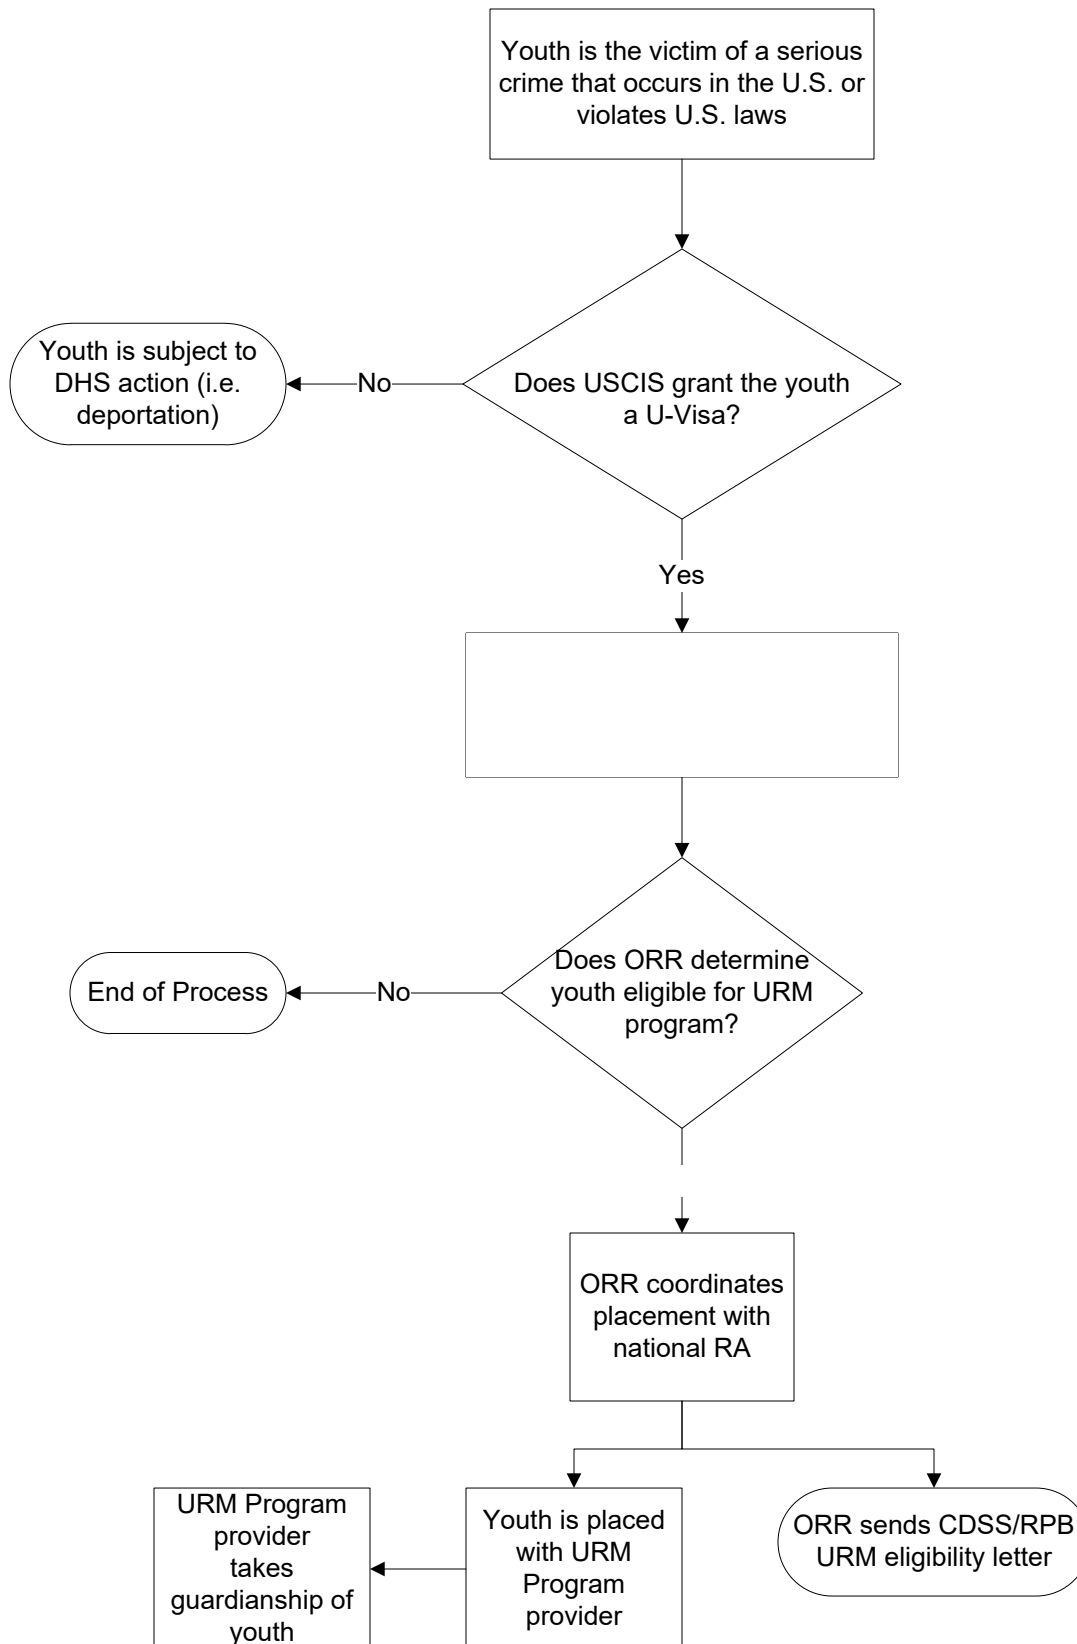 Youth is the victim of a serious
crime that occurs in the U.S. or
violates U.S. laws
Youth is subject to
DHS action (i.e.
deportation)
No
Does USCIS grant the youth
a U-Visa?
Yes
End of Process
No
Does ORR determine
youth eligible for URM
program?
ORR coordinates
placement with
national RA
URM Program
provider
takes
guardianship of
youth
Youth is placed
with URM
Program
provider
ORR sends CDSS/RPB
URM eligibility letter